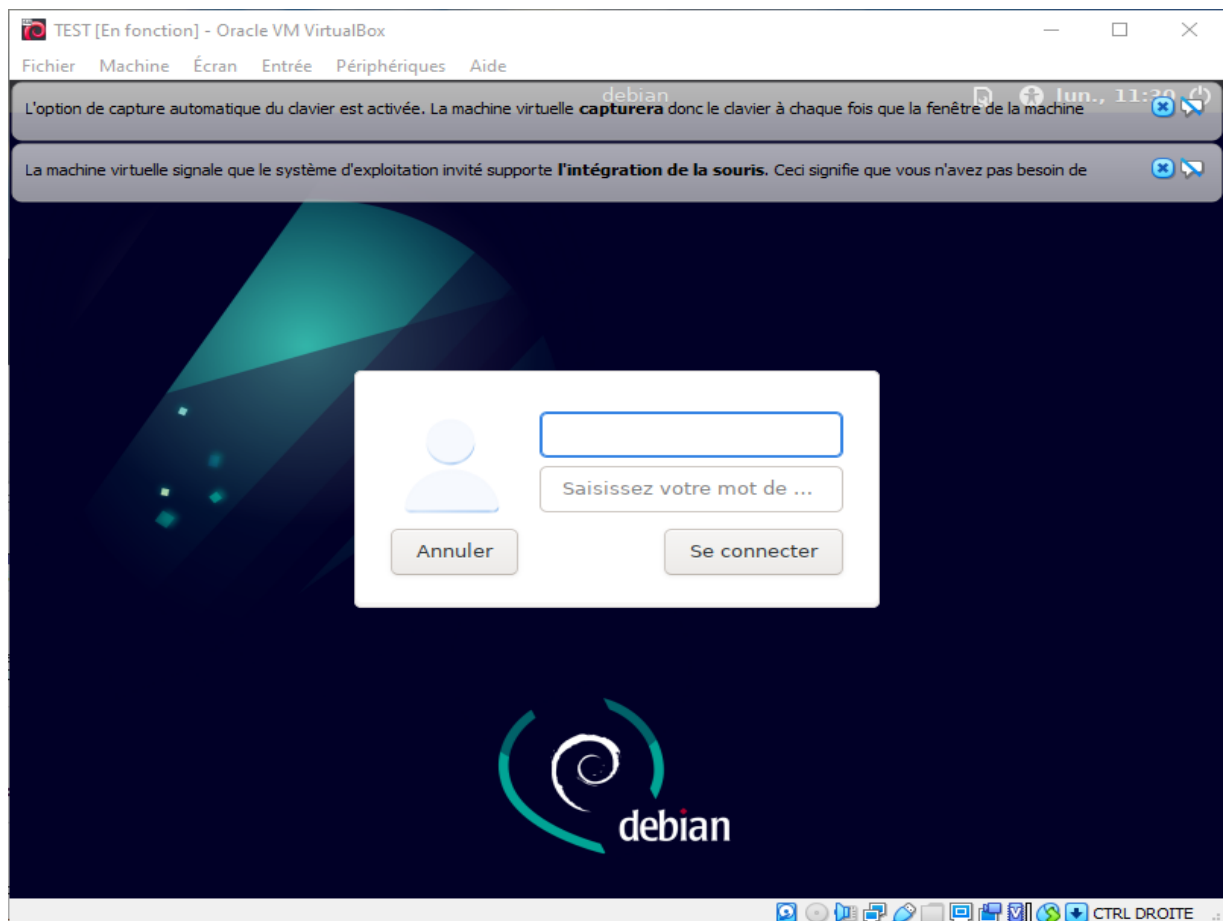 TEST [En fonction] - Oracle VM VirtualBox
Fichier Machine Écran Entrée Périphériques Aide
debian lun., 11:30
L'option de capture automatique du clavier est activée. La machine virtuelle capturera donc le clavier à chaque fois que la fenêtre de la machine
La machine virtuelle signale que le système d'exploitation invité supporte l'intégration de la souris. Ceci signifie que vous n'avez pas besoin de
Saisissez votre mot de ...
Annuler Se connecter
debian
CTRL DROITE